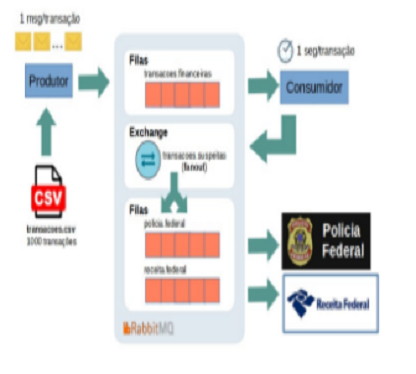 1 msg/transação
...
Produtor
CSV
transacoes.csv
1000 transações
Filas
transacoes financeiras
Exchange
transacoes suspeitas
(fanout)
Filas
policia federal
receita federal
RabbitMQ
1 seg/transação
Consumidor
Polícia
Federal
Receita Federal